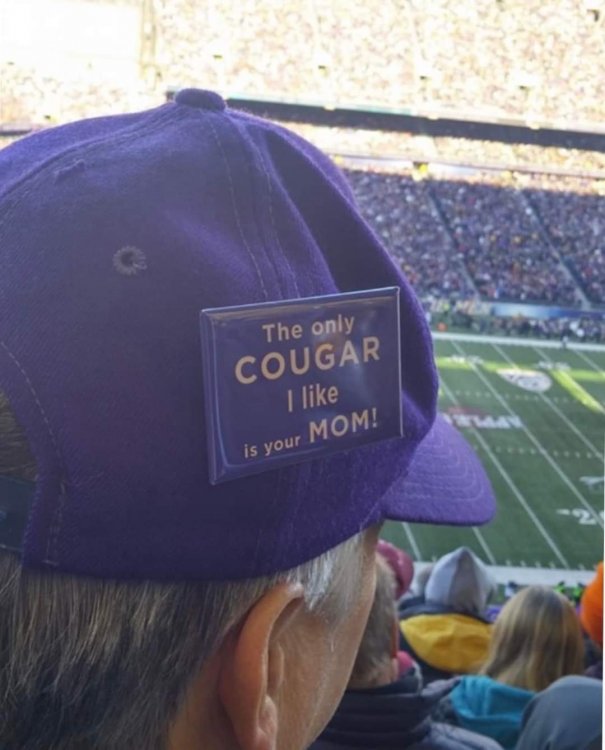 The only
COUGAR
I like
is your MOM!